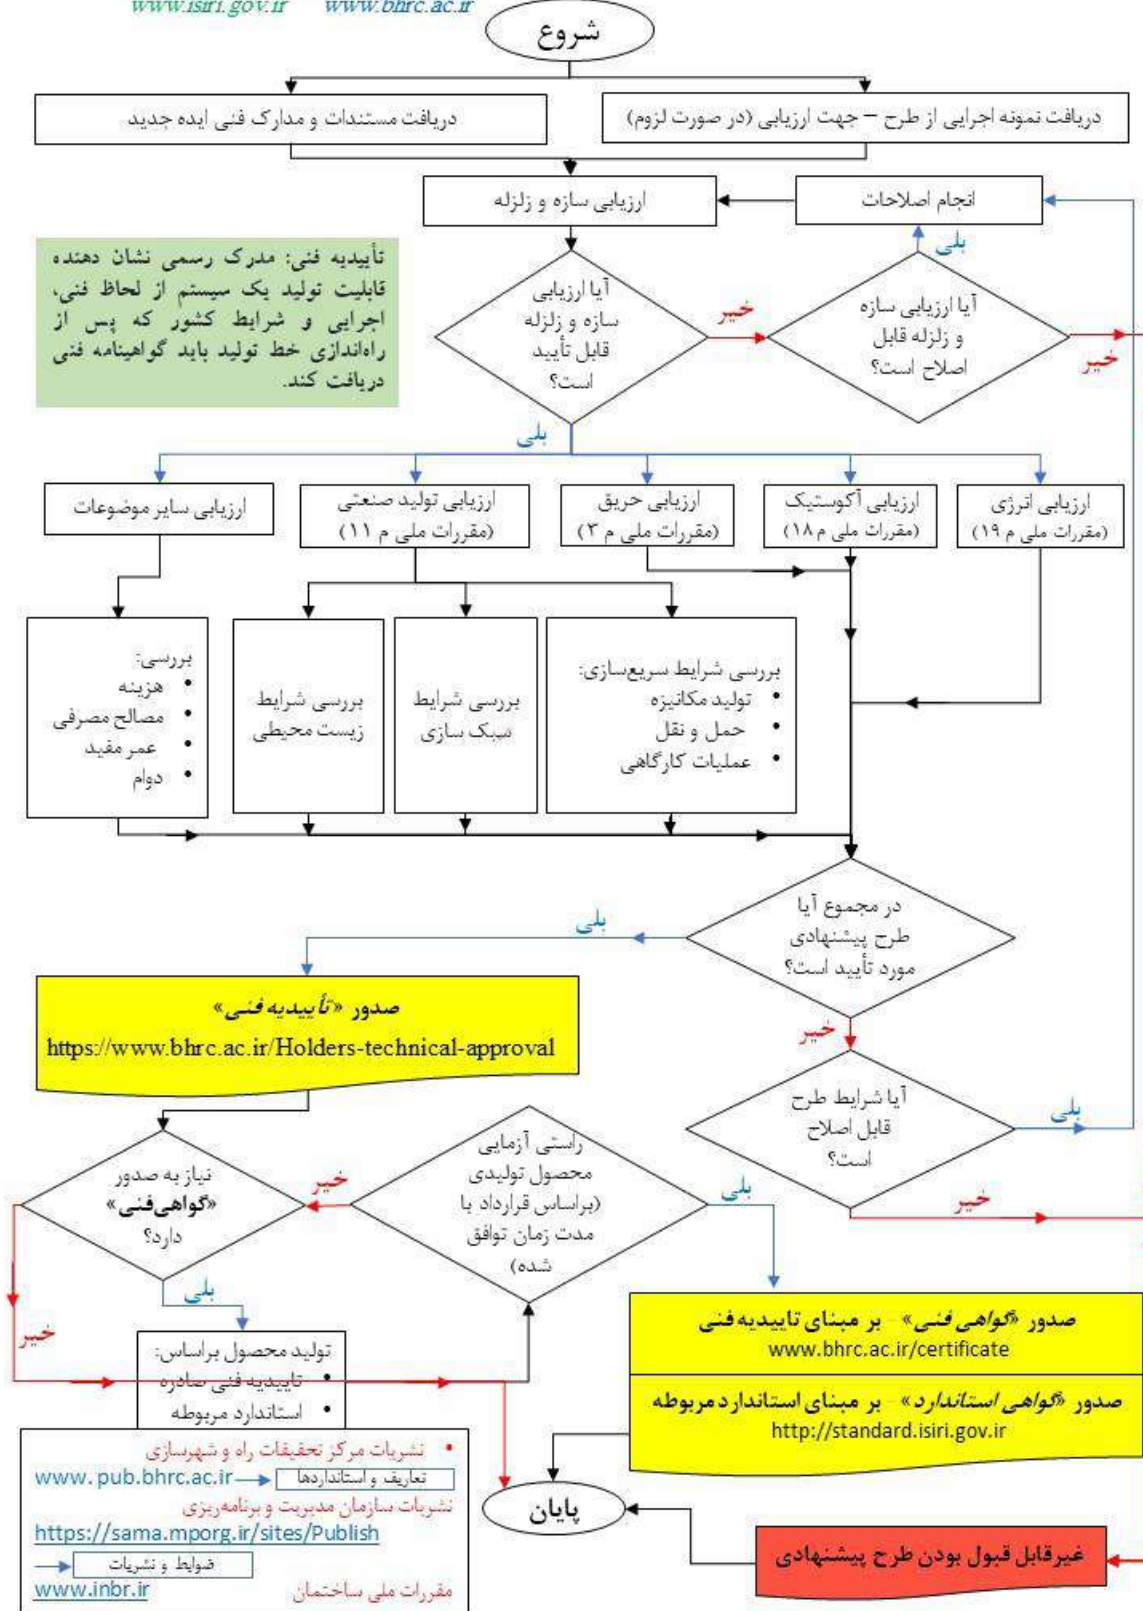 www.isiri.gov.ir www.bhrc.ac.ir
شروع
دریافت نمونه اجرایی از طرح – جهت ارزیابی (در صورت لزوم)
دریافت مستندات و مدارک فنی ایده جدید
انجام اصلاحات
ارزیابی سازه و زلزله
بلی
تأییدیه فنی: مدرک رسمی نشان دهنده
قابلیت تولید یک سیستم از لحاظ فنی،
اجرایی و شرایط کشور که پس از
راه‌اندازی خط تولید باید گواهینامه فنی
دریافت کند.
آیا ارزیابی
سازه و زلزله
قابل تأیید
است؟
خیر
آیا ارزیابی سازه
و زلزله قابل
اصلاح است؟
خیر
بلی
ارزیابی انرژی
(مقررات ملی م ۱۹)
ارزیابی آکوستیک
(مقررات ملی م ۱۸)
ارزیابی حریق
(مقررات ملی م ۳)
ارزیابی تولید صنعتی
(مقررات ملی م ۱۱)
ارزیابی سایر موضوعات
بررسی شرایط سریع‌سازی:
• تولید مکانیزه
• حمل و نقل
• عملیات کارگاهی
بررسی شرایط
سبک سازی
بررسی شرایط
زیست محیطی
بررسی:
• هزینه
• مصالح مصرفی
• عمر مفید
• دوام
در مجموع آیا
طرح پیشنهادی
مورد تأیید است؟
بلی
خیر
صدور «تأییدیه فنی»
https://www.bhrc.ac.ir/Holders-technical-approval
آیا شرایط طرح
قابل اصلاح
است؟
بلی
خیر
راستی آزمایی
محصول تولیدی
(براساس قرارداد یا
مدت زمان توافق
شده)
بلی
خیر
نیاز به صدور
«گواهی‌فنی»
دارد؟
بلی
خیر
تولید محصول براساس:
• تاییدیه فنی صادره
• استاندارد مربوطه
صدور «گواهی فنی» - بر مبنای تاییدیه فنی
www.bhrc.ac.ir/certificate
صدور «گواهی استاندارد» - بر مبنای استاندارد مربوطه
http://standard.isiri.gov.ir
• نشریات مرکز تحقیقات راه و شهرسازی
تعاریف و استانداردها www.pub.bhrc.ac.ir
نشریات سازمان مدیریت و برنامه‌ریزی
https://sama.mporg.ir/sites/Publish
ضوابط و نشریات
مقررات ملی ساختمان www.inbr.ir
پایان
غیرقابل قبول بودن طرح پیشنهادی